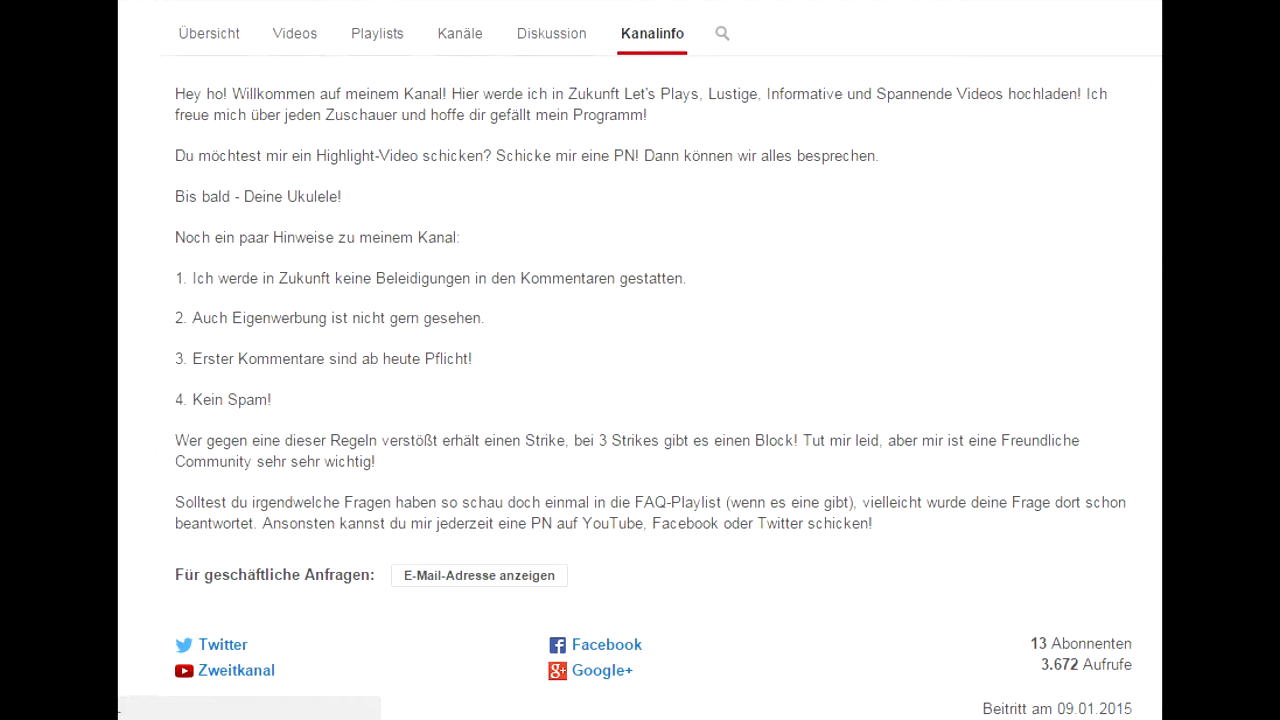 Übersicht Videos Playlists Kanäle Diskussion Kanalinfo
Hey ho! Willkommen auf meinem Kanal! Hier werde ich in Zukunft Let's Plays, Lustige, Informative und Spannende Videos hochladen! Ich
freue mich über jeden Zuschauer und hoffe dir gefällt mein Programm!
Du möchtest mir ein Highlight-Video schicken? Schicke mir eine PN! Dann können wir alles besprechen.
Bis bald - Deine Ukulele!
Noch ein paar Hinweise zu meinem Kanal:
1. Ich werde in Zukunft keine Beleidigungen in den Kommentaren gestatten.
2. Auch Eigenwerbung ist nicht gern gesehen.
3. Erster Kommentare sind ab heute Pflicht!
4. Kein Spam!
Wer gegen eine dieser Regeln verstößt erhält einen Strike, bei 3 Strikes gibt es einen Block! Tut mir leid, aber mir ist eine Freundliche
Community sehr sehr wichtig!
Solltest du irgendwelche Fragen haben so schau doch einmal in die FAQ-Playlist (wenn es eine gibt), vielleicht wurde deine Frage dort schon
beantwortet. Ansonsten kannst du mir jederzeit eine PN auf YouTube, Facebook oder Twitter schicken!
Für geschäftliche Anfragen: E-Mail-Adresse anzeigen
Twitter Facebook 13 Abonnenten
Zweitkanal Google+ 3.672 Aufrufe
Beitritt am 09.01.2015